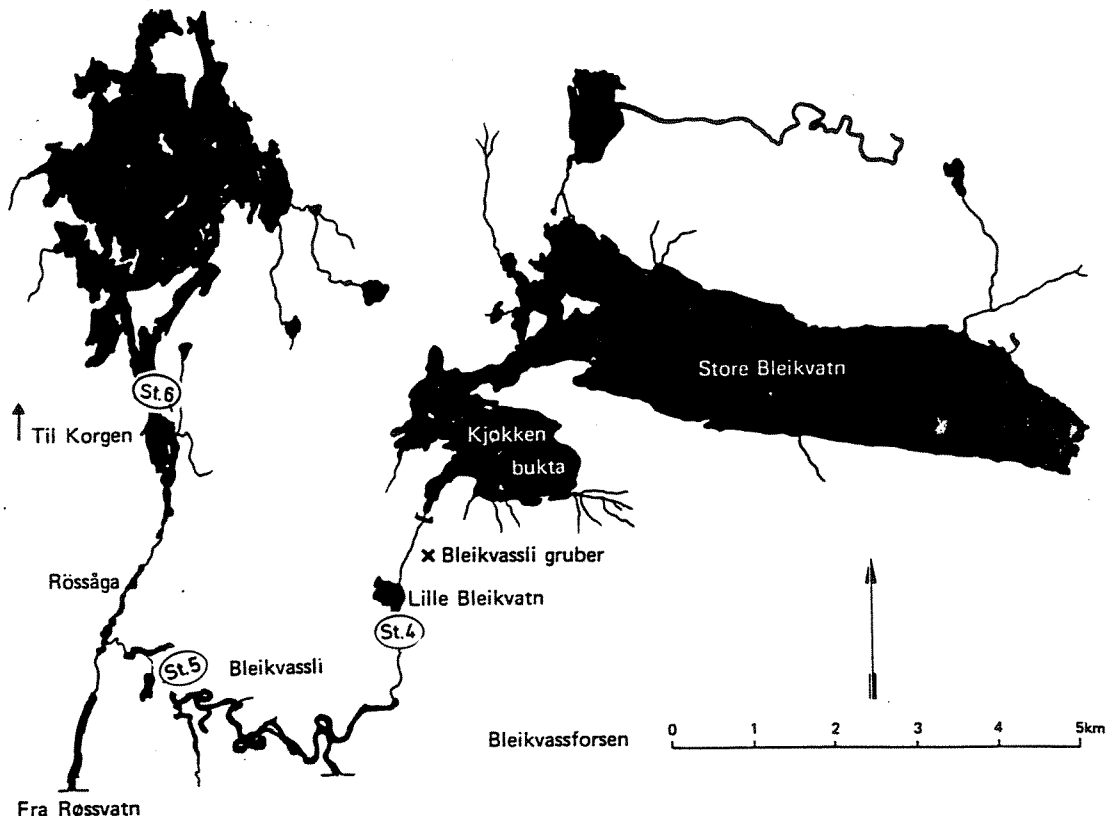 Store Bleikvatn
St.6
Til Korgen
Kjøkken
bukta
Bleikvassli gruber
Rössåga
Lille Bleikvatn
St.4
St.5
Bleikvassli
Bleikvassforsen
0 1 2 3 4 5km
Fra Røssvatn